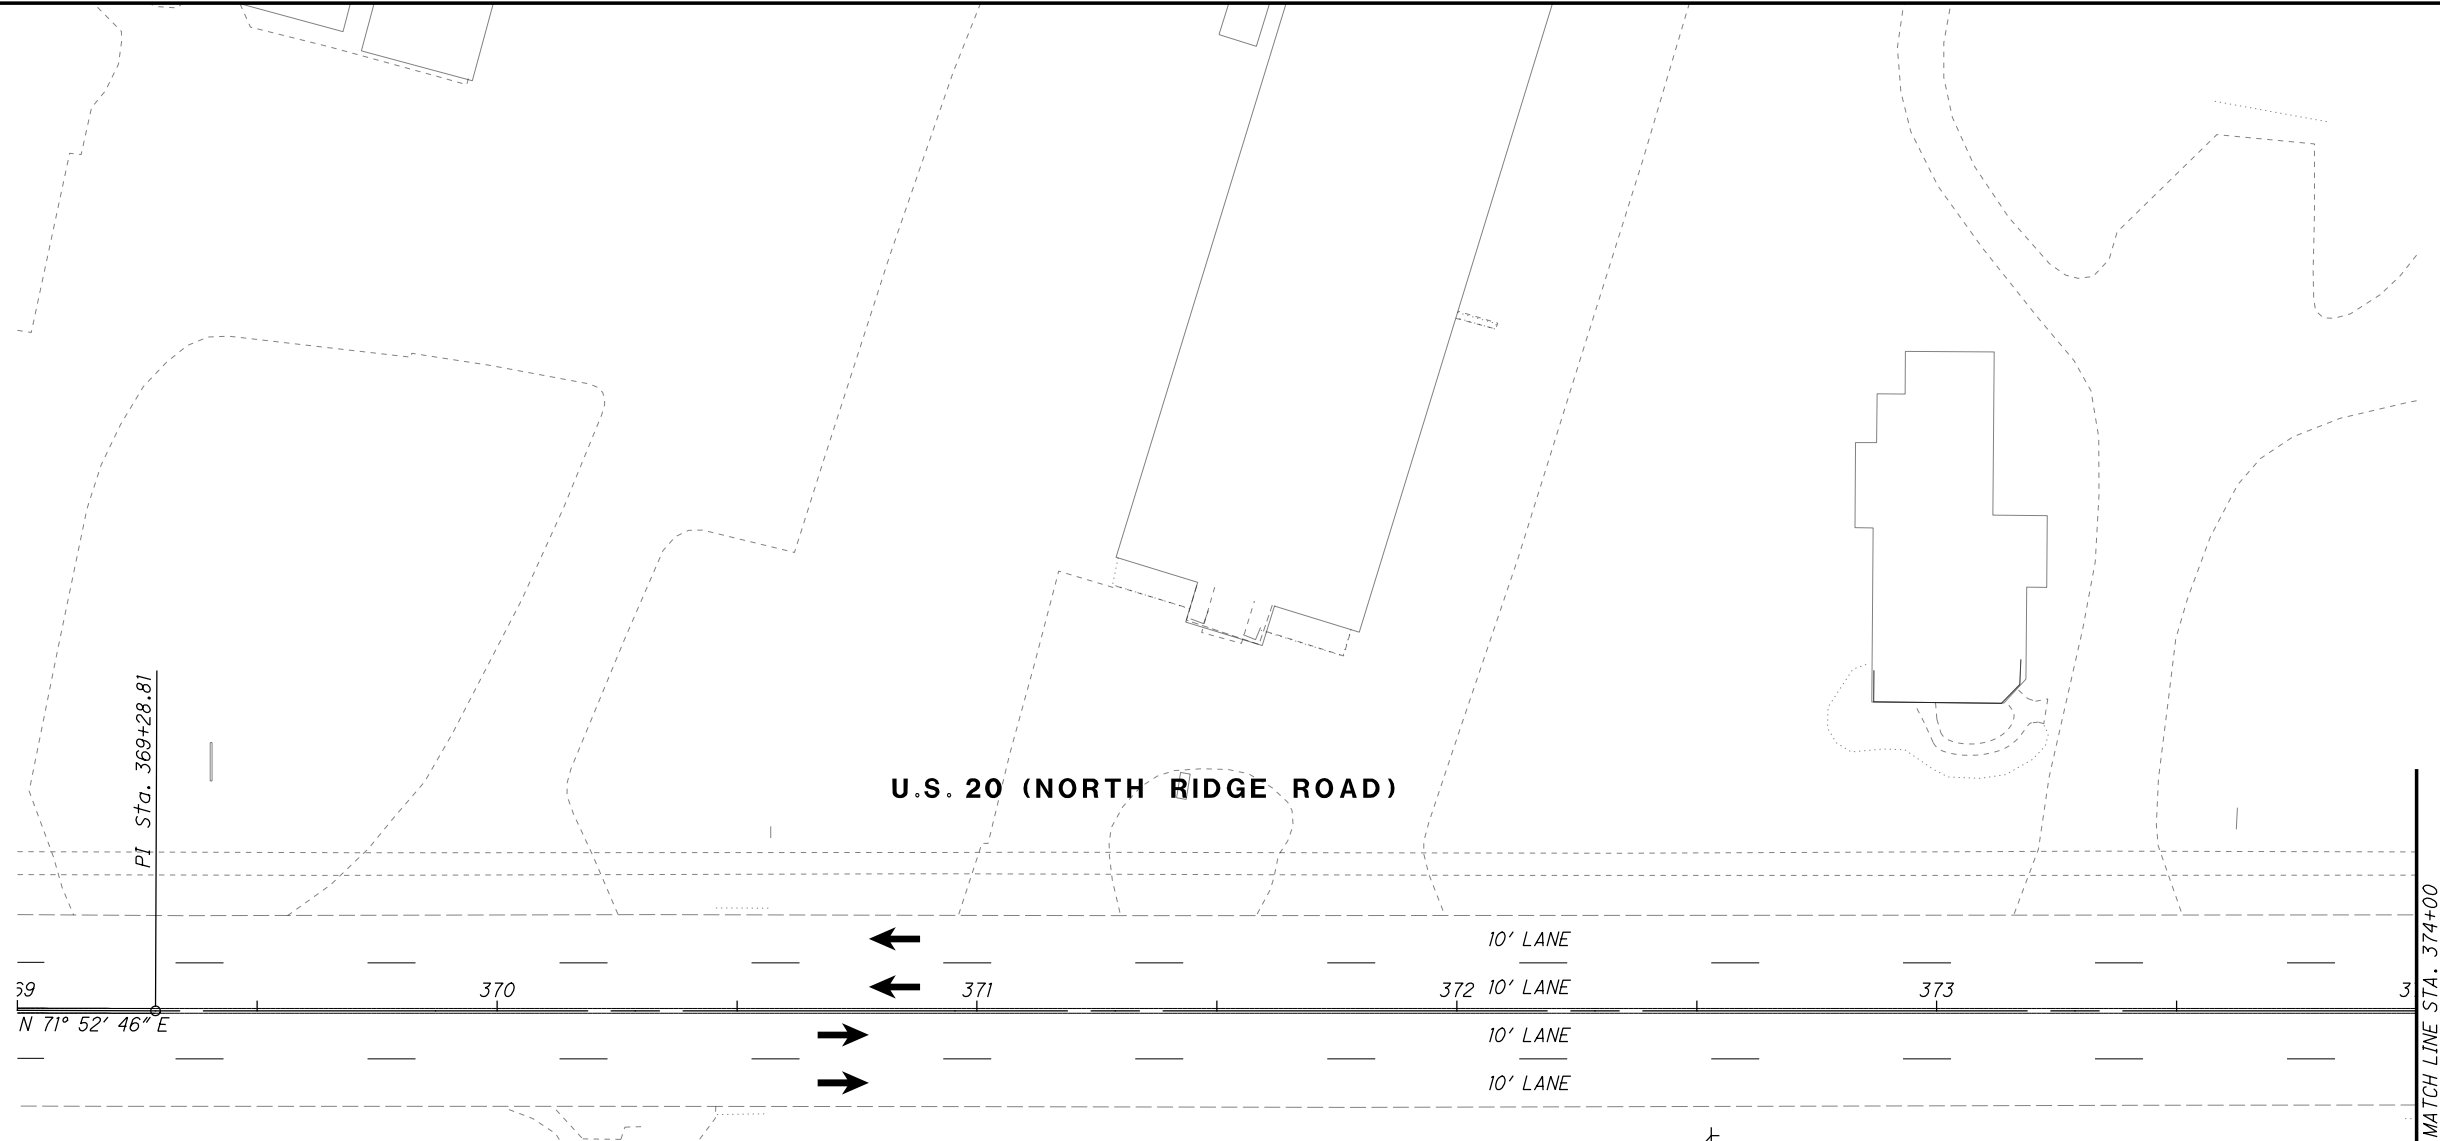 PI Sta. 369+28.81
U.S. 20 (NORTH RIDGE ROAD)
10' LANE
370 371 372 10' LANE 373
N 71° 52' 46" E
10' LANE
10' LANE
MATCH LINE STA. 374+00